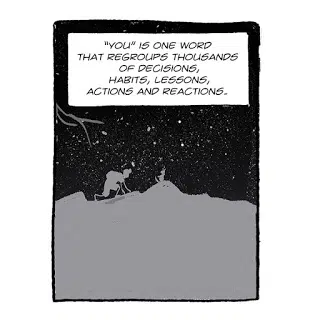 "YOU" IS ONE WORD
THAT REGROUPS THOUSANDS
OF DECISIONS,
HABITS, LESSONS,
ACTIONS AND REACTIONS..